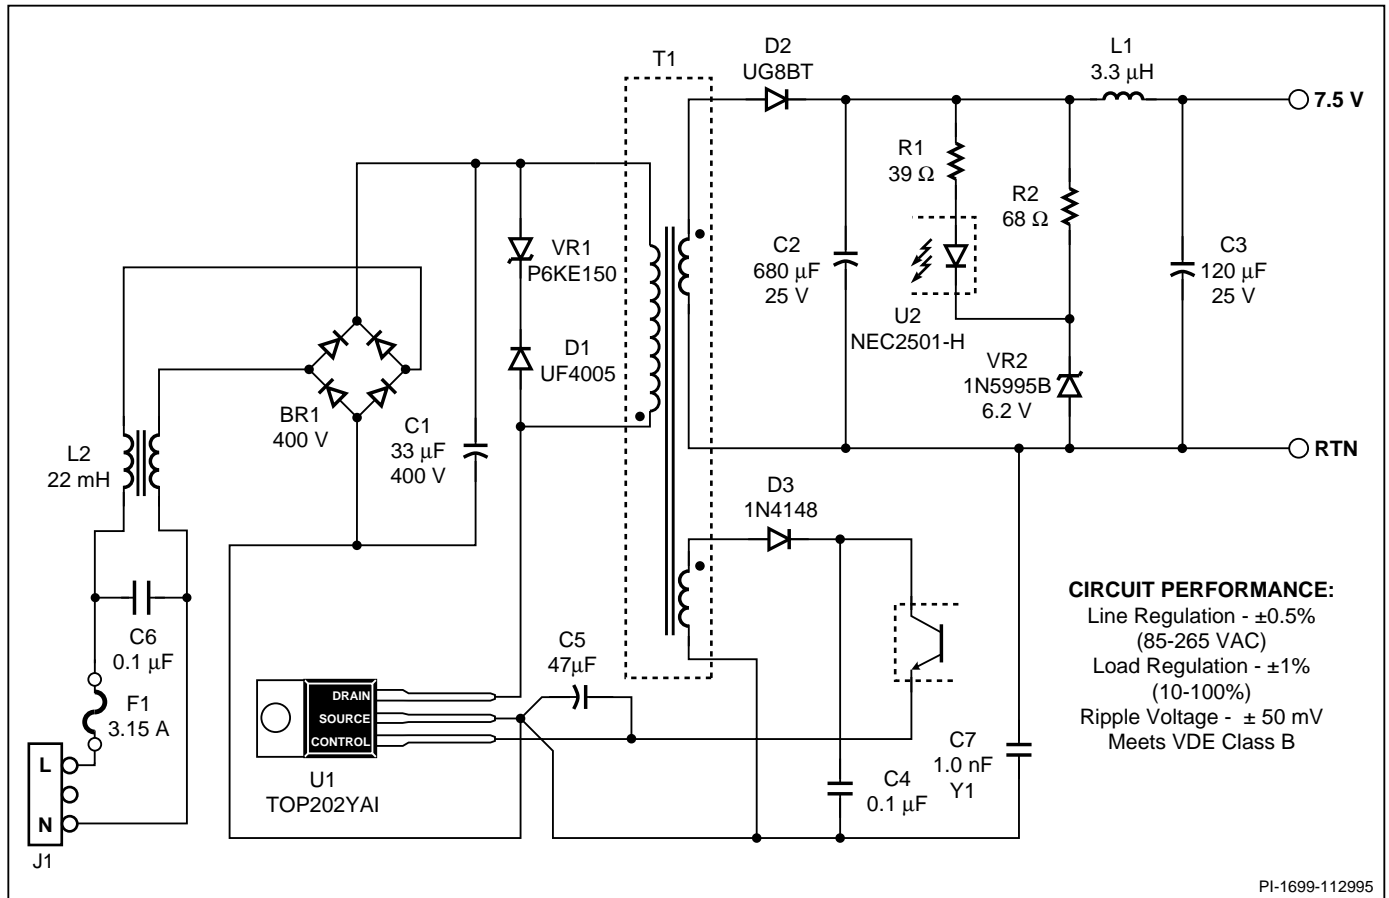 T1
D2
UG8BT
L1
3.3 μH
7.5 V
R1
39 Ω
R2
68 Ω
VR1
P6KE150
C2
680 μF
25 V
C3
120 μF
25 V
U2
NEC2501-H
D1
UF4005
VR2
1N5995B
6.2 V
BR1
400 V
C1
33 μF
400 V
L2
22 mH
RTN
D3
1N4148
CIRCUIT PERFORMANCE:
Line Regulation - ±0.5%
(85-265 VAC)
Load Regulation - ±1%
(10-100%)
Ripple Voltage - ± 50 mV
Meets VDE Class B
C6
0.1 μF
C5
47μF
F1
3.15 A
DRAIN
SOURCE
CONTROL
U1
TOP202YAI
C7
1.0 nF
Y1
C4
0.1 μF
L
N
J1
PI-1699-112995